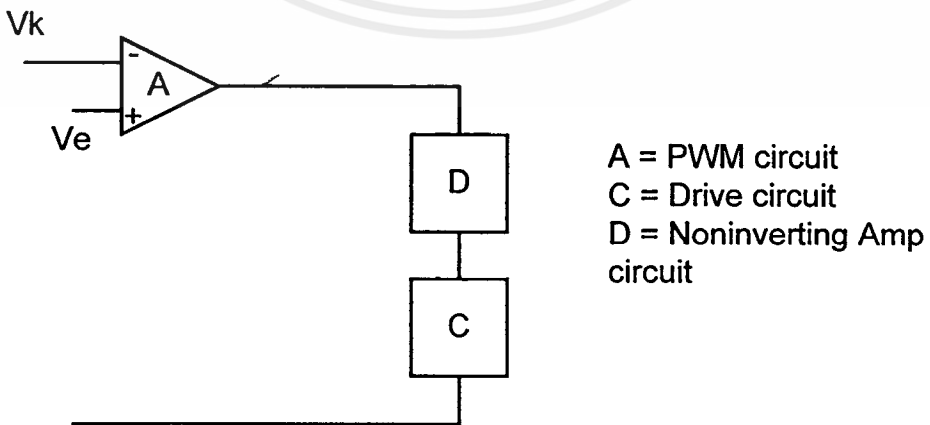 Vk
-
A
+
Ve
D
C
A = PWM circuit
C = Drive circuit
D = Noninverting Amp
circuit